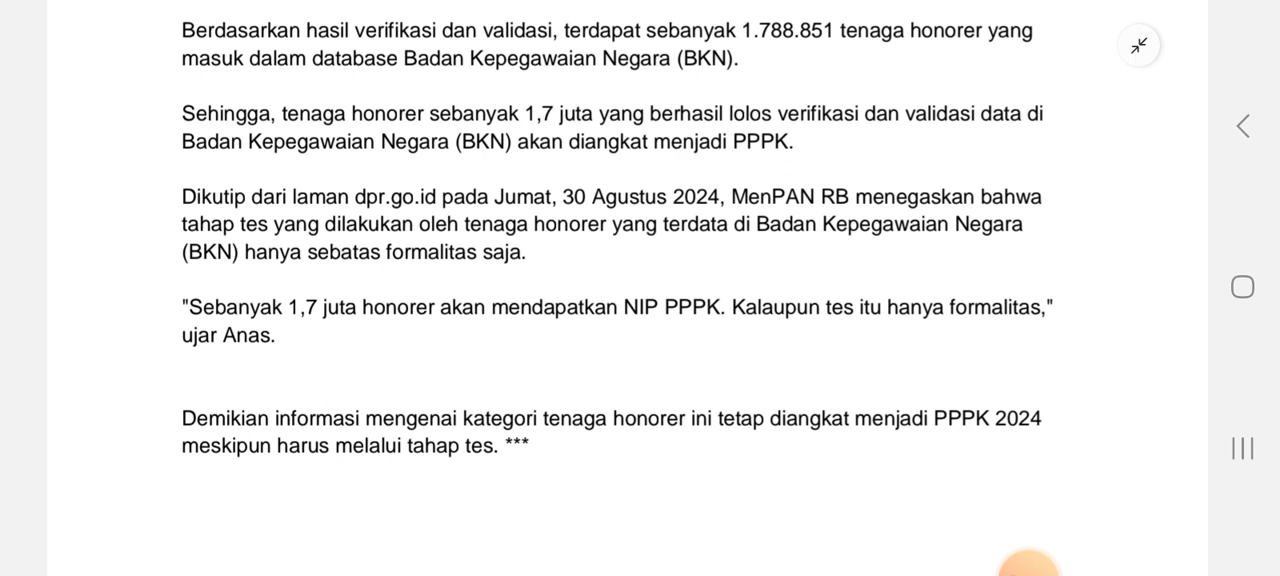 Berdasarkan hasil verifikasi dan validasi, terdapat sebanyak 1.788.851 tenaga honorer yang
masuk dalam database Badan Kepegawaian Negara (BKN).
Sehingga, tenaga honorer sebanyak 1,7 juta yang berhasil lolos verifikasi dan validasi data di
Badan Kepegawaian Negara (BKN) akan diangkat menjadi PPPK.
Dikutip dari laman dpr.go.id pada Jumat, 30 Agustus 2024, MenPAN RB menegaskan bahwa
tahap tes yang dilakukan oleh tenaga honorer yang terdata di Badan Kepegawaian Negara
(BKN) hanya sebatas formalitas saja.
"Sebanyak 1,7 juta honorer akan mendapatkan NIP PPPK. Kalaupun tes itu hanya formalitas,"
ujar Anas.
Demikian informasi mengenai kategori tenaga honorer ini tetap diangkat menjadi PPPK 2024
meskipun harus melalui tahap tes. ***